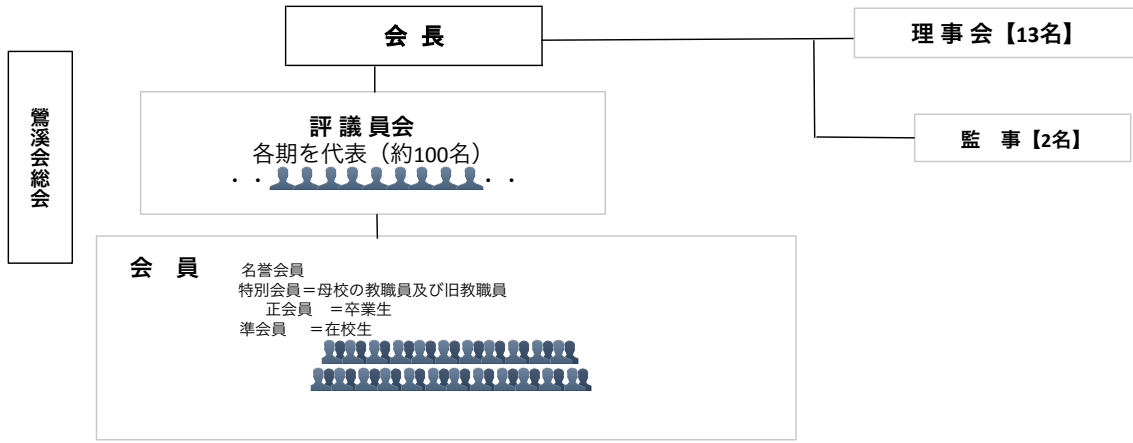 会 長
理 事 会【13名】
鶯溪会総会
評 議 員会
各期を代表（約100名）
監　事【2名】
会　員
名誉会員
特別会員＝母校の教職員及び旧教職員
正会員　＝卒業生
準会員　＝在校生